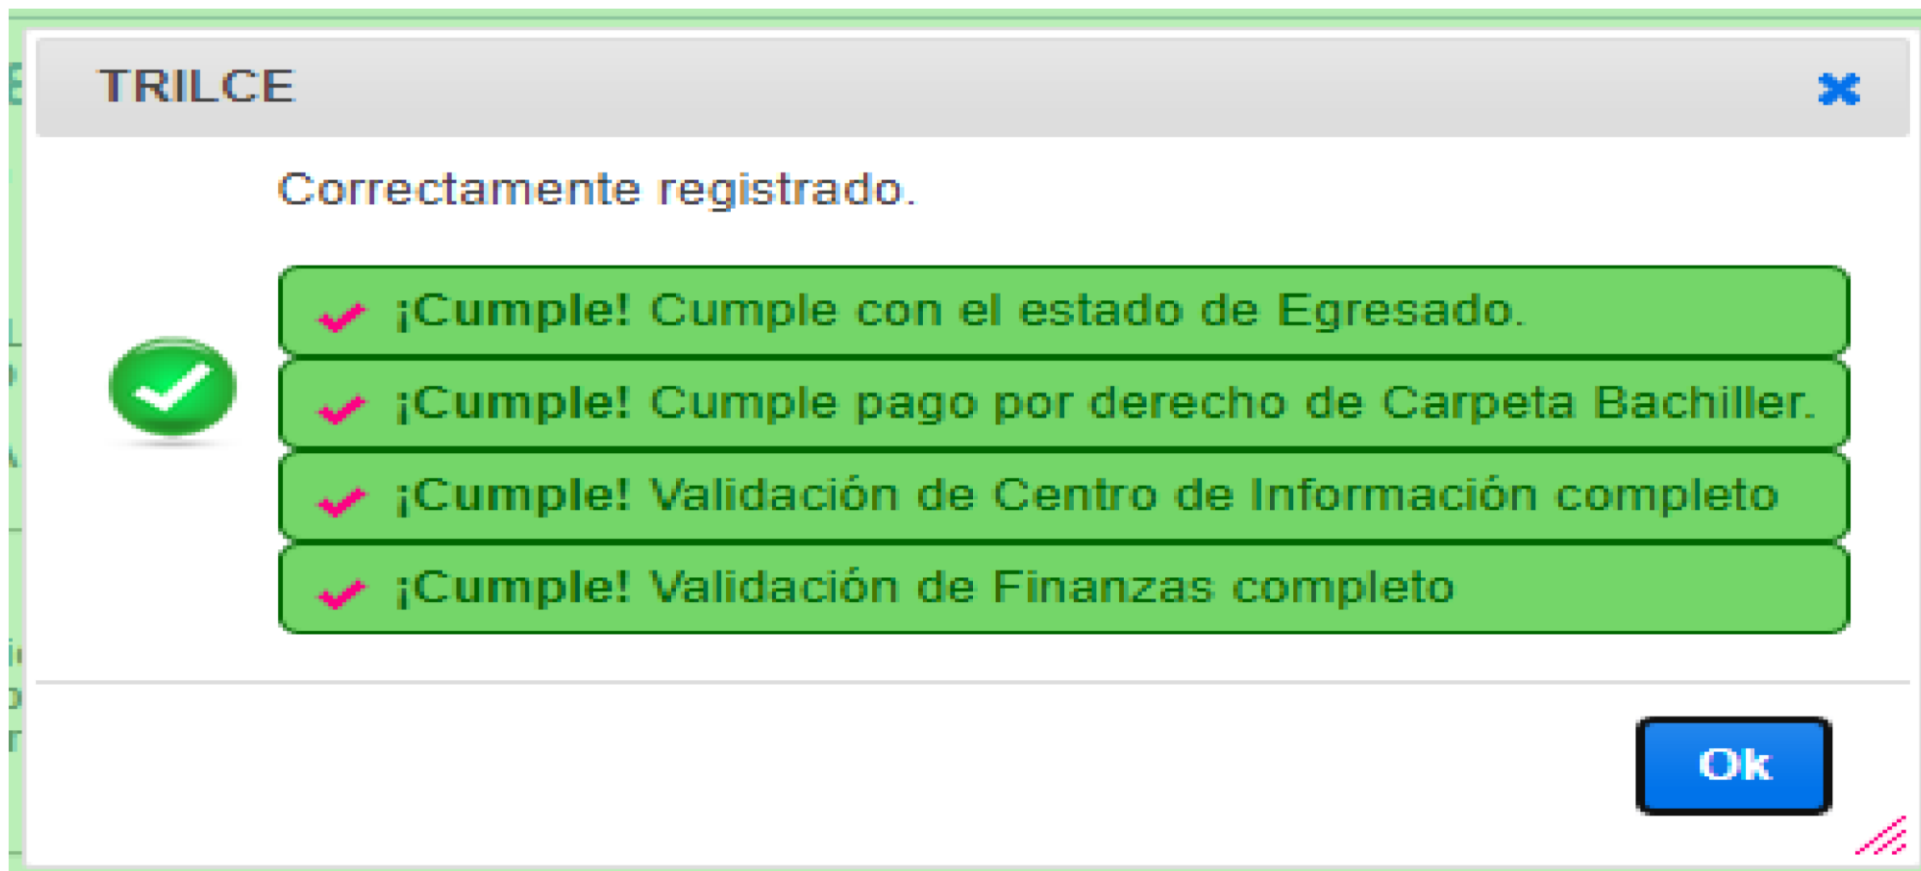 TRILCE
Correctamente registrado.
¡Cumple! Cumple con el estado de Egresado.
¡Cumple! Cumple pago por derecho de Carpeta Bachiller.
¡Cumple! Validación de Centro de Información completo
¡Cumple! Validación de Finanzas completo
Ok